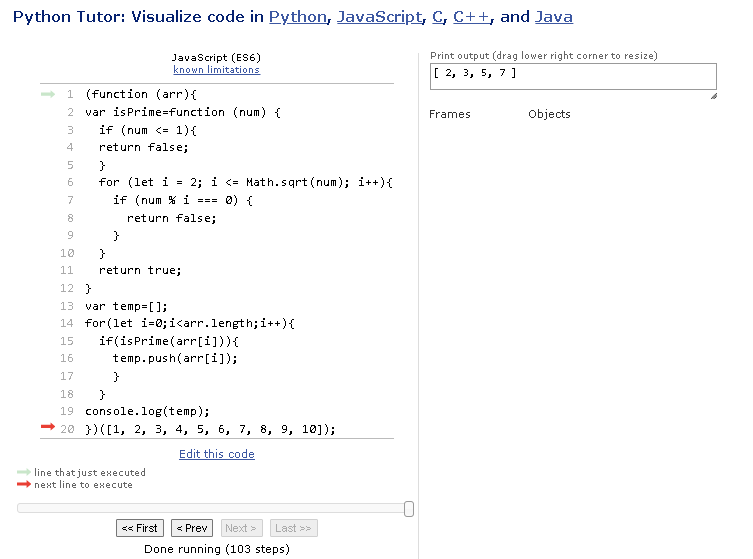 Python Tutor: Visualize code in Python, JavaScript, C, C++, and Java
JavaScript (ES6)
known limitations
1 (function (arr){
2 var isPrime=function (num) {
3   if (num <= 1){
4   return false;
5   }
6   for (let i = 2; i <= Math.sqrt(num); i++){
7     if (num % i === 0) {
8       return false;
9     }
10   }
11   return true;
12 }
13 var temp=[];
14 for(let i=0;i<arr.length;i++){
15   if(isPrime(arr[i])){
16     temp.push(arr[i]);
17     }
18   }
19 console.log(temp);
20 })([1, 2, 3, 4, 5, 6, 7, 8, 9, 10]);
Edit this code
line that just executed
next line to execute
<< First < Prev Next > Last >>
Done running (103 steps)
Print output (drag lower right corner to resize)
[ 2, 3, 5, 7 ]
Frames Objects